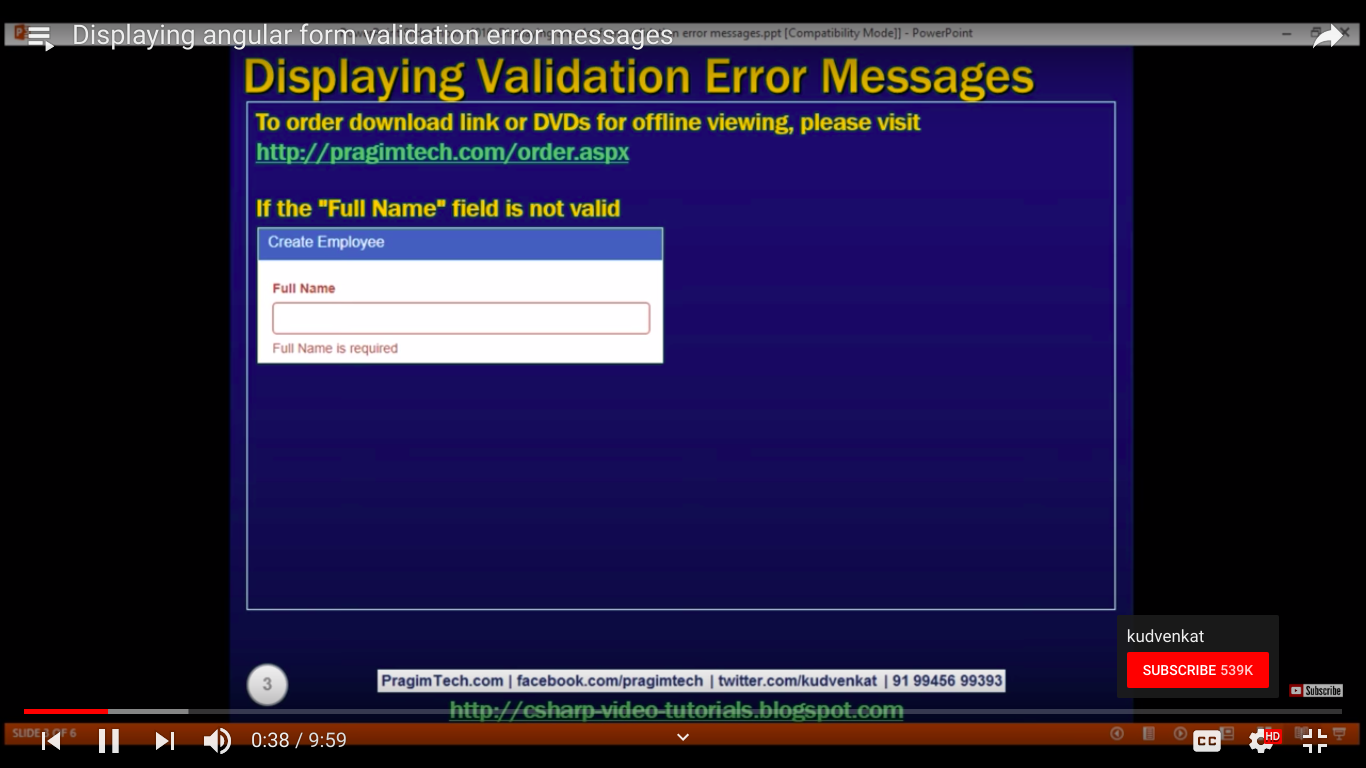 Displaying angular form validation error messages
n error messages.ppt [Compatibility Mode]] - PowerPoint
Displaying Validation Error Messages
To order download link or DVDs for offline viewing, please visit
http://pragimtech.com/order.aspx
If the "Full Name" field is not valid
Create Employee
Full Name
Full Name is required
kudvenkat
SUBSCRIBE 539K
Subscribe
3
PragimTech.com | facebook.com/pragimtech | twitter.com/kudvenkat | 91 99456 99393
http://csharp-video-tutorials.blogspot.com
SLIDE 3 OF 6
0:38 / 9:59
CC
HD